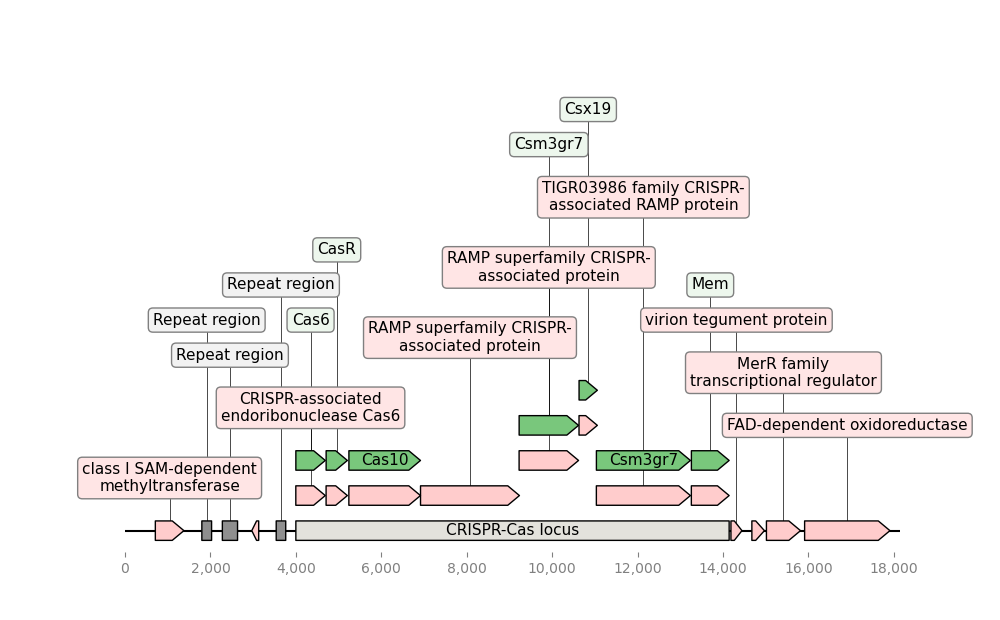 Csx19
Csm3gr7
TIGR03986 family CRISPR-
associated RAMP protein
CasR
RAMP superfamily CRISPR-
associated protein
Repeat region
Mem
Repeat region
Cas6
virion tegument protein
RAMP superfamily CRISPR-
associated protein
Repeat region
MerR family
transcriptional regulator
CRISPR-associated
endoribonuclease Cas6
FAD-dependent oxidoreductase
Cas10
Csm3gr7
class I SAM-dependent
methyltransferase
CRISPR-Cas locus
0
2,000
4,000
6,000
8,000
10,000
12,000
14,000
16,000
18,000